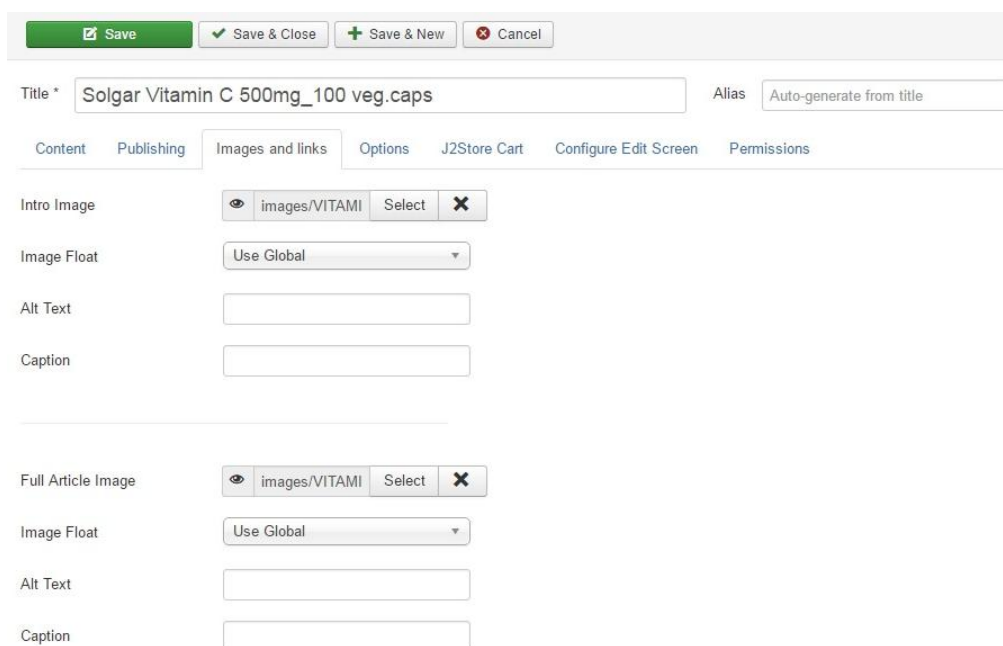 Save Save & Close Save & New Cancel
Title * Solgar Vitamin C 500mg_100 veg.caps Alias Auto-generate from title
Content Publishing Images and links Options J2Store Cart Configure Edit Screen Permissions
Intro Image images/VITAMI Select
Image Float Use Global
Alt Text
Caption
Full Article Image images/VITAMI Select
Image Float Use Global
Alt Text
Caption